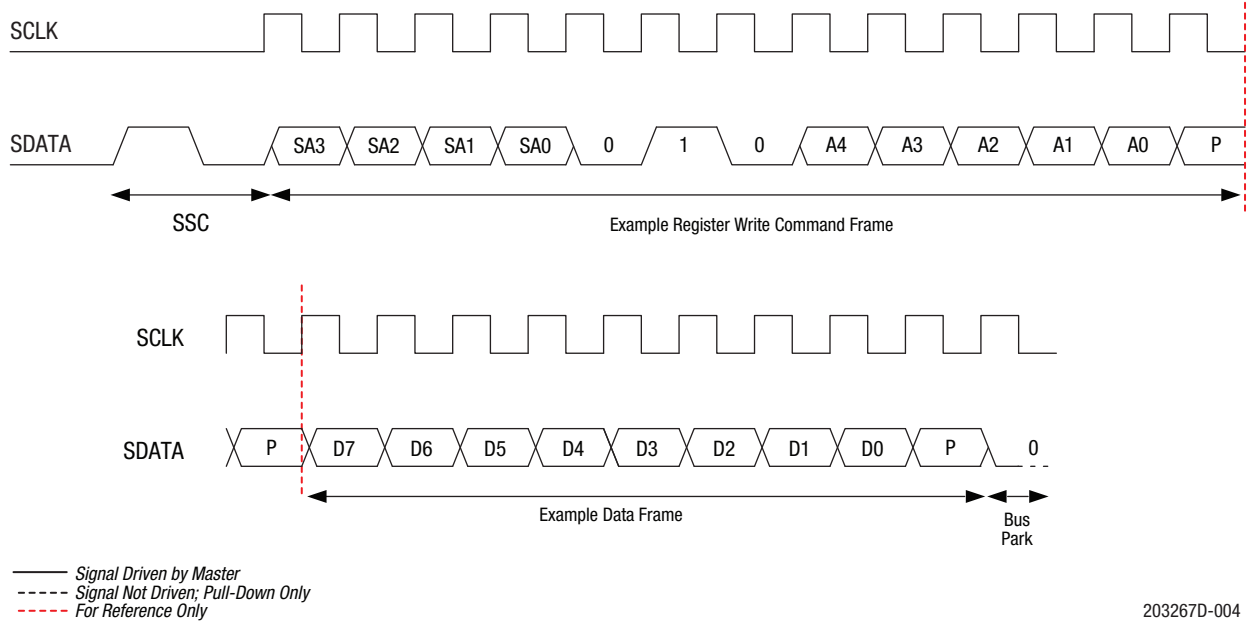 SCLK
SDATA SA3 SA2 SA1 SA0 0 1 0 A4 A3 A2 A1 A0 P
SSC
Example Register Write Command Frame
SCLK
SDATA P D7 D6 D5 D4 D3 D2 D1 D0 P 0
Example Data Frame
Bus
Park
Signal Driven by Master
Signal Not Driven; Pull-Down Only
For Reference Only
203267D-004